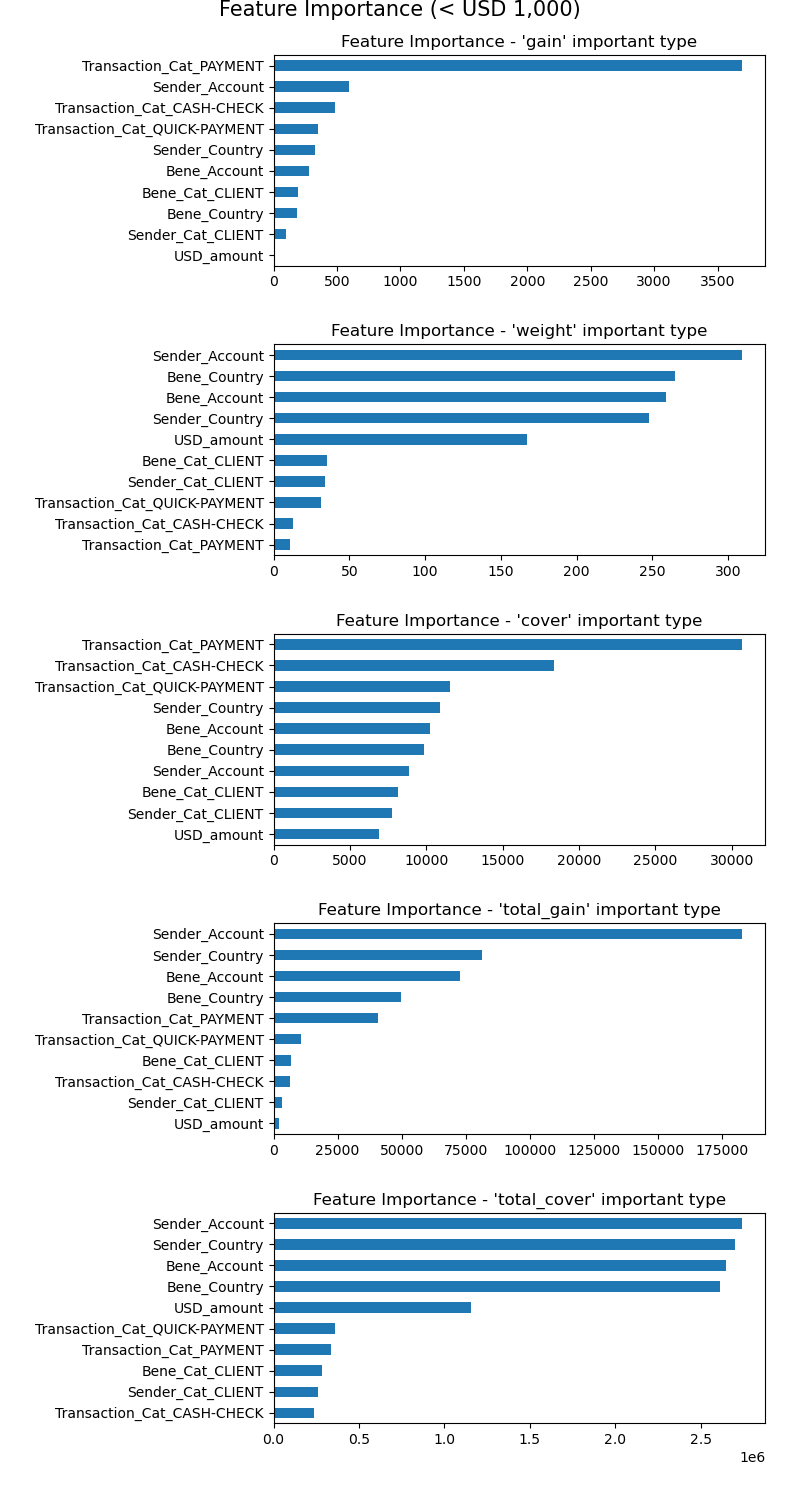 Feature Importance (< USD 1,000)
Feature Importance - 'gain' important type
Transaction_Cat_PAYMENT
Sender_Account
Transaction_Cat_CASH-CHECK
Transaction_Cat_QUICK-PAYMENT
Sender_Country
Bene_Account
Bene_Cat_CLIENT
Bene_Country
Sender_Cat_CLIENT
USD_amount
0 500 1000 1500 2000 2500 3000 3500
Feature Importance - 'weight' important type
Sender_Account
Bene_Country
Bene_Account
Sender_Country
USD_amount
Bene_Cat_CLIENT
Sender_Cat_CLIENT
Transaction_Cat_QUICK-PAYMENT
Transaction_Cat_CASH-CHECK
Transaction_Cat_PAYMENT
0 50 100 150 200 250 300
Feature Importance - 'cover' important type
Transaction_Cat_PAYMENT
Transaction_Cat_CASH-CHECK
Transaction_Cat_QUICK-PAYMENT
Sender_Country
Bene_Account
Bene_Country
Sender_Account
Bene_Cat_CLIENT
Sender_Cat_CLIENT
USD_amount
0 5000 10000 15000 20000 25000 30000
Feature Importance - 'total_gain' important type
Sender_Account
Sender_Country
Bene_Account
Bene_Country
Transaction_Cat_PAYMENT
Transaction_Cat_QUICK-PAYMENT
Bene_Cat_CLIENT
Transaction_Cat_CASH-CHECK
Sender_Cat_CLIENT
USD_amount
0 25000 50000 75000 100000 125000 150000 175000
Feature Importance - 'total_cover' important type
Sender_Account
Sender_Country
Bene_Account
Bene_Country
USD_amount
Transaction_Cat_QUICK-PAYMENT
Transaction_Cat_PAYMENT
Bene_Cat_CLIENT
Sender_Cat_CLIENT
Transaction_Cat_CASH-CHECK
0.0 0.5 1.0 1.5 2.0 2.5
1e6